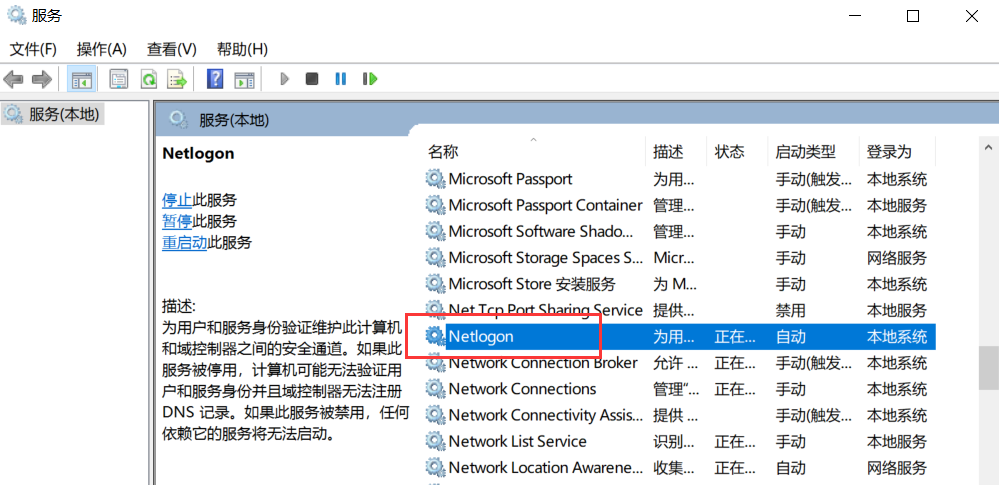 服务
文件(F) 操作(A) 查看(V) 帮助(H)
服务(本地)
服务(本地)
Netlogon
停止此服务
暂停此服务
重启动此服务
描述:
为用户和服务身份验证维护此计算机
和域控制器之间的安全通道。如果此
服务被停用，计算机可能无法验证用
户和服务身份并且域控制器无法注册
DNS 记录。如果此服务被禁用，任何
依赖它的服务将无法启动。
名称 描述 状态 启动类型 登录为
Microsoft Passport 为用... 手动(触发... 本地系统
Microsoft Passport Container 管理... 手动(触发... 本地服务
Microsoft Software Shado... 管理... 手动 本地系统
Microsoft Storage Spaces S... Micr... 手动 网络服务
Microsoft Store 安装服务 为 M... 手动 本地系统
Net.Tcp Port Sharing Service 提供... 禁用 本地服务
Netlogon 为用... 正在... 自动 本地系统
Network Connection Broker 允许 ... 正在... 手动(触发... 本地系统
Network Connections 管理“... 正在... 手动 本地系统
Network Connectivity Assis... 提供 ... 手动(触发... 本地系统
Network List Service 识别... 正在... 手动 本地服务
Network Location Awarene... 收集... 正在... 自动 网络服务